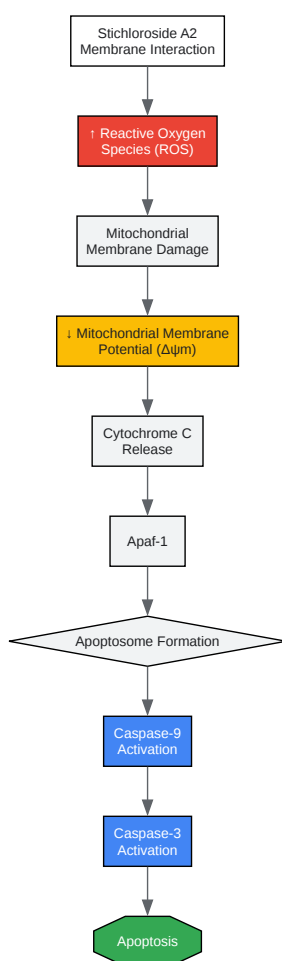 Stichloroside A2
Membrane Interaction
↑ Reactive Oxygen
Species (ROS)
Mitochondrial
Membrane Damage
↓ Mitochondrial Membrane
Potential (Δψm)
Cytochrome C
Release
Apaf-1
Apoptosome Formation
Caspase-9
Activation
Caspase-3
Activation
Apoptosis